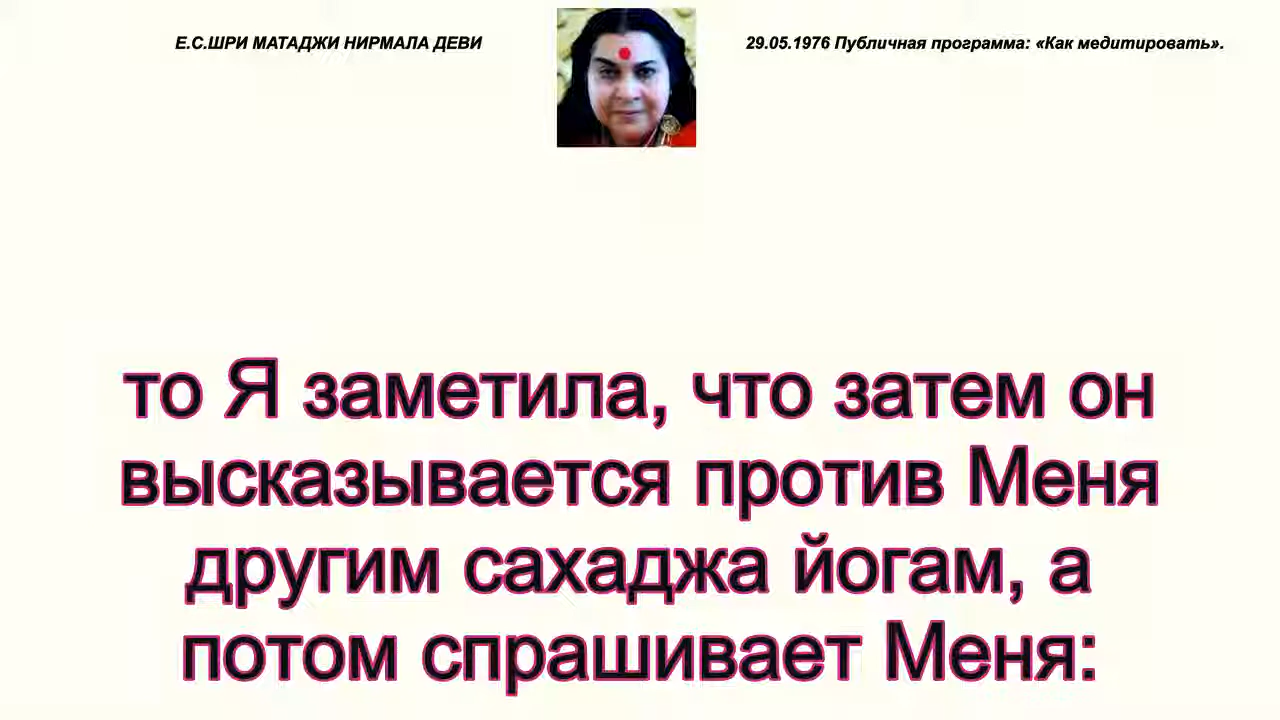 Е.С.ШРИ МАТАДЖИ НИРМАЛА ДЕВИ
29.05.1976 Публичная программа: «Как медитировать».
то Я заметила, что затем он
высказывается против Меня
другим сахаджа йогам, а
потом спрашивает Меня: